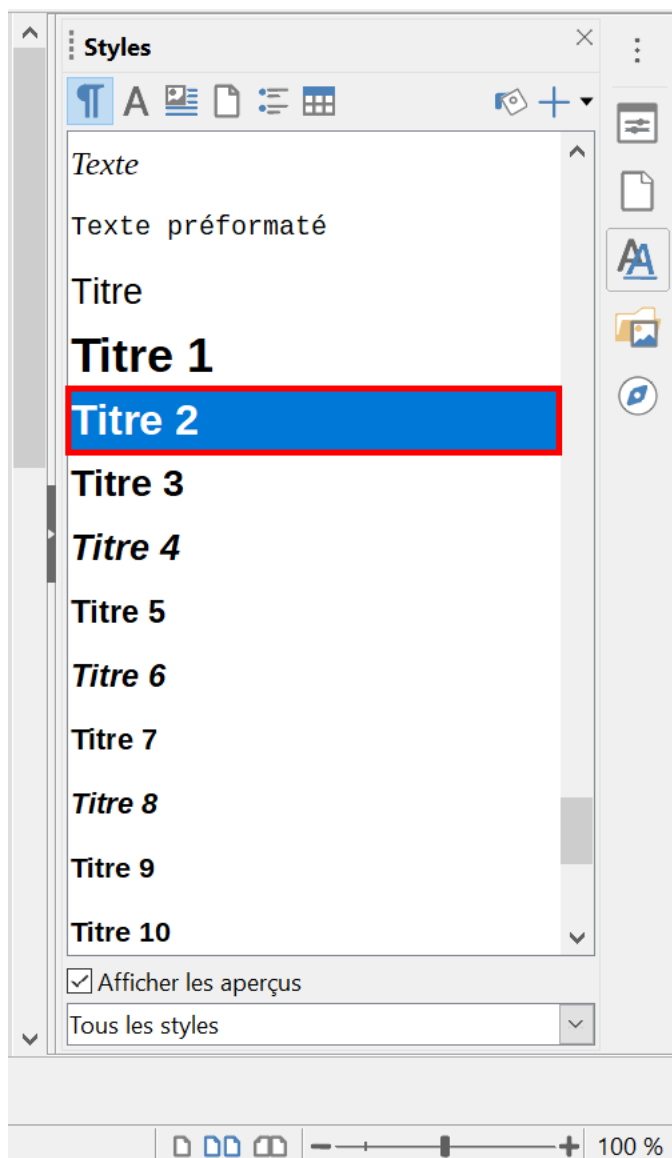 Styles
Texte
Texte préformaté
Titre
Titre 1
Titre 2
Titre 3
Titre 4
Titre 5
Titre 6
Titre 7
Titre 8
Titre 9
Titre 10
Afficher les aperçus
Tous les styles
100 %